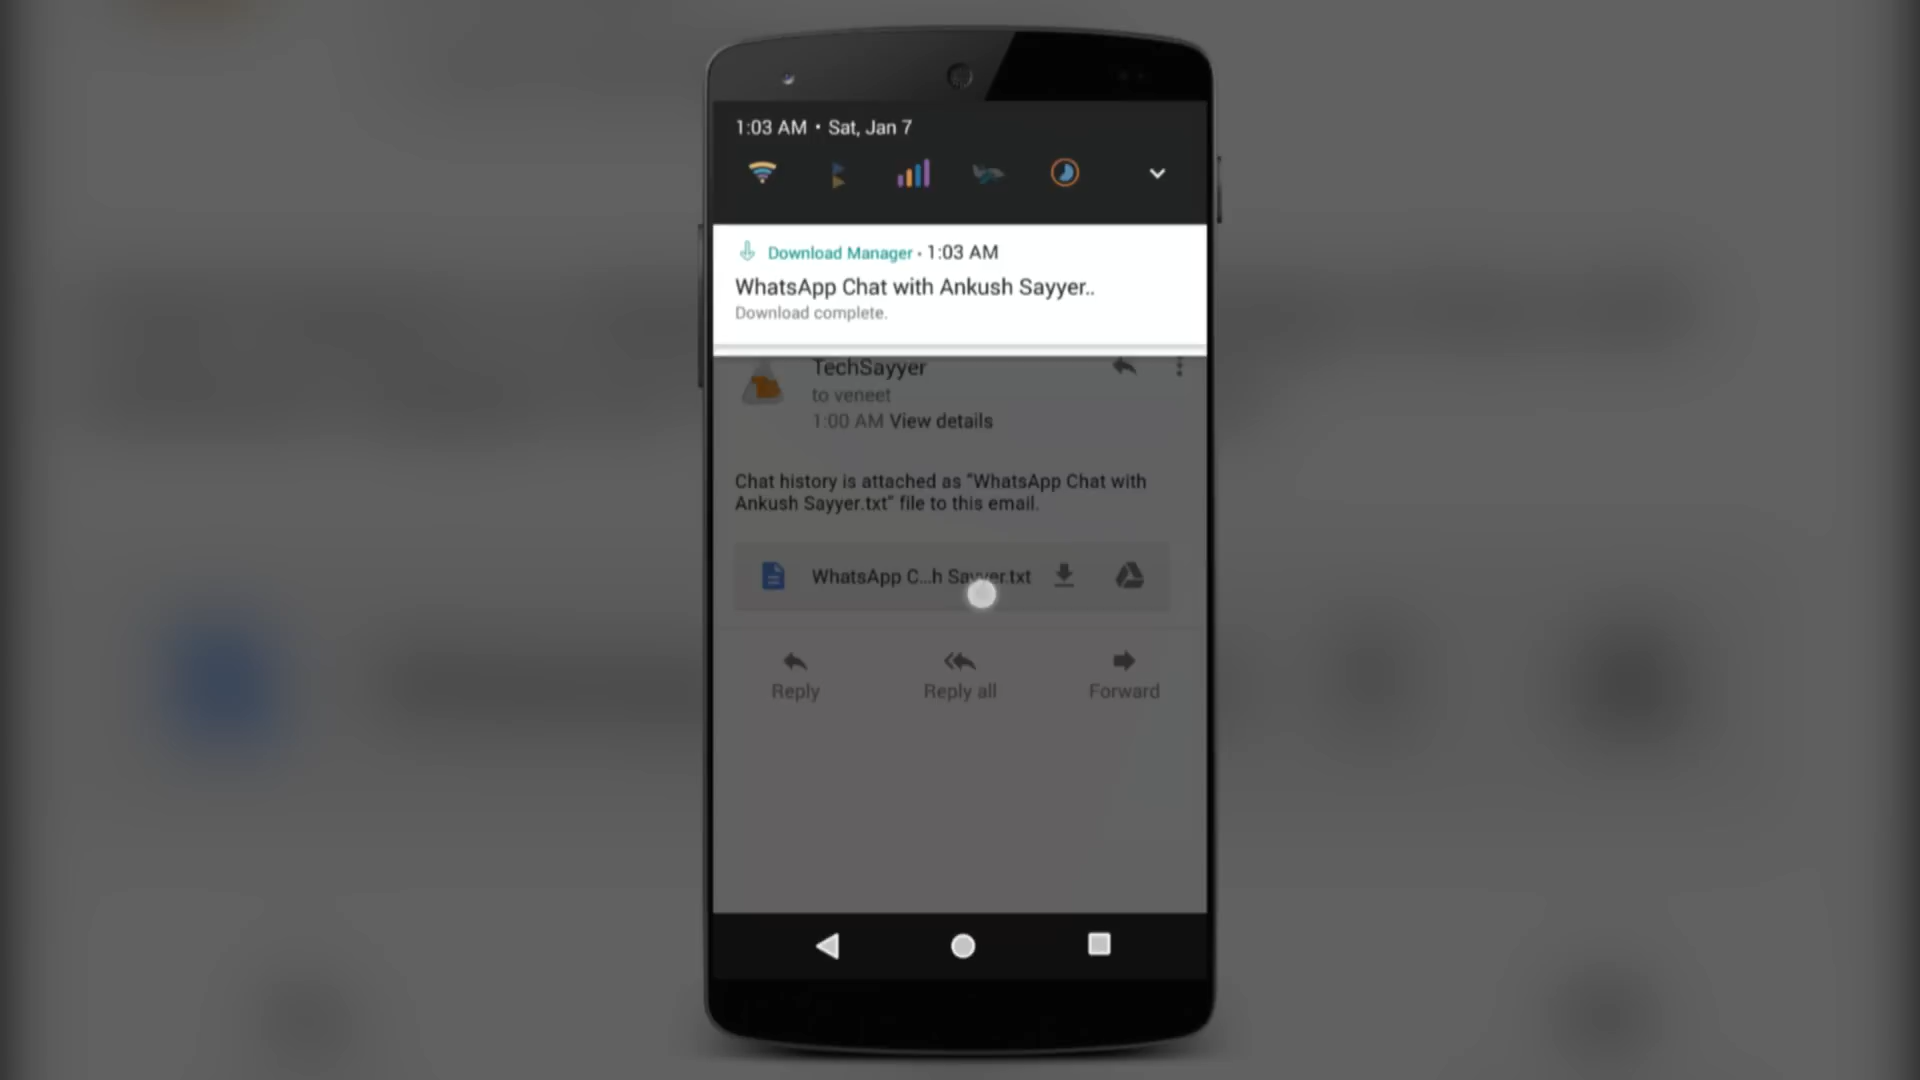 1:03 AM • Sat, Jan 7
Download Manager • 1:03 AM
WhatsApp Chat with Ankush Sayyer..
Download complete.
TechSayyer
to veneet
1:00 AM View details
Chat history is attached as "WhatsApp Chat with
Ankush Sayyer.txt" file to this email.
WhatsApp C...h Sayyer.txt
Reply
Reply all
Forward